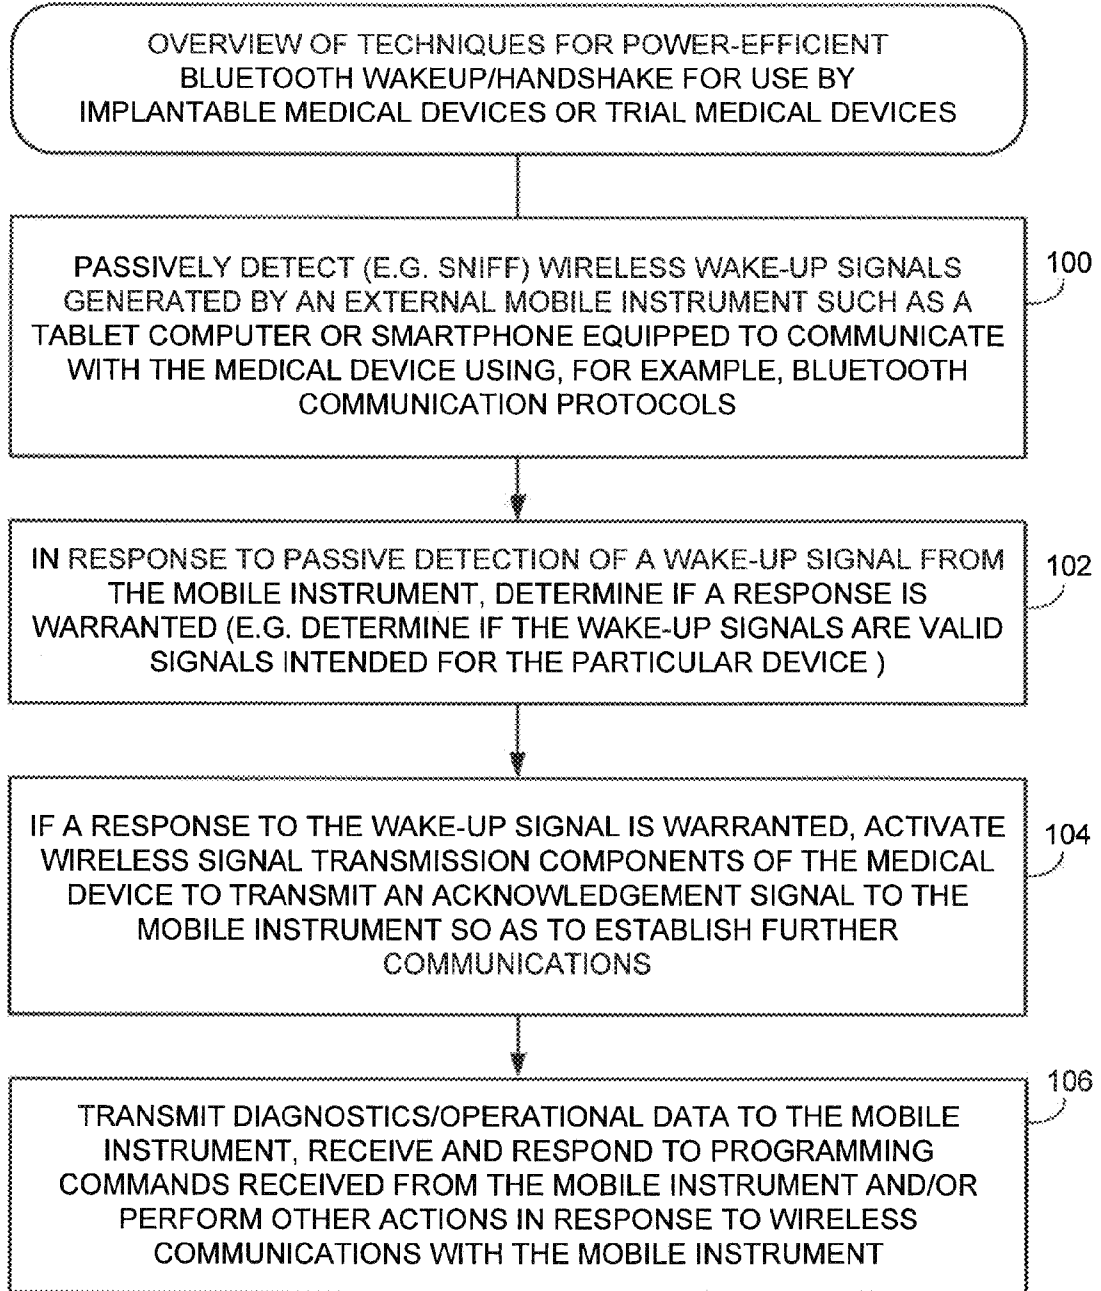 OVERVIEW OF TECHNIQUES FOR POWER-EFFICIENT
BLUETOOTH WAKEUP/HANDSHAKE FOR USE BY
IMPLANTABLE MEDICAL DEVICES OR TRIAL MEDICAL DEVICES
PASSIVELY DETECT (E.G. SNIFF) WIRELESS WAKE-UP SIGNALS
GENERATED BY AN EXTERNAL MOBILE INSTRUMENT SUCH AS A
TABLET COMPUTER OR SMARTPHONE EQUIPPED TO COMMUNICATE
WITH THE MEDICAL DEVICE USING, FOR EXAMPLE, BLUETOOTH
COMMUNICATION PROTOCOLS
100
IN RESPONSE TO PASSIVE DETECTION OF A WAKE-UP SIGNAL FROM
THE MOBILE INSTRUMENT, DETERMINE IF A RESPONSE IS
WARRANTED (E.G. DETERMINE IF THE WAKE-UP SIGNALS ARE VALID
SIGNALS INTENDED FOR THE PARTICULAR DEVICE )
102
IF A RESPONSE TO THE WAKE-UP SIGNAL IS WARRANTED, ACTIVATE
WIRELESS SIGNAL TRANSMISSION COMPONENTS OF THE MEDICAL
DEVICE TO TRANSMIT AN ACKNOWLEDGEMENT SIGNAL TO THE
MOBILE INSTRUMENT SO AS TO ESTABLISH FURTHER
COMMUNICATIONS
104
TRANSMIT DIAGNOSTICS/OPERATIONAL DATA TO THE MOBILE
INSTRUMENT, RECEIVE AND RESPOND TO PROGRAMMING
COMMANDS RECEIVED FROM THE MOBILE INSTRUMENT AND/OR
PERFORM OTHER ACTIONS IN RESPONSE TO WIRELESS
COMMUNICATIONS WITH THE MOBILE INSTRUMENT
106